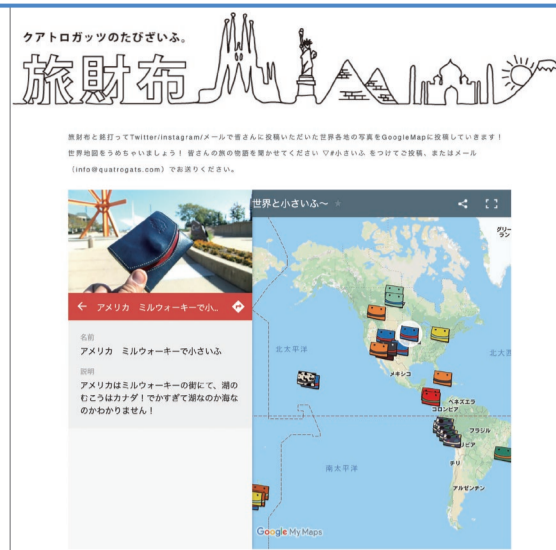 クアトロガッツのたびざいふ。
旅財布
旅財布と銘打ってTwitter/instagram/メールで皆さんに投稿いただいた世界各地の写真をGoogleMapに投稿していきます!
世界地図をうめちゃいましょう! 皆さんの旅の物語を聞かせてください ▽#小さいふ をつけてご投稿、またはメール
(info@quatrogats.com) でお送りください。
世界と小さいふ〜
アメリカ ミルウォーキーで小…
名前
アメリカ ミルウォーキーで小さいふ
説明
アメリカはミルウォーキーの街にて、湖の
むこうはカナダ!でかすぎて湖なのか海な
のかわかりません!
グリー
ラン
北太平洋
北大
メキシコ
ベネズエラ
コロンビア
ブラジル
リビア
チリ
南太平洋
アルゼンチン
Google My Maps